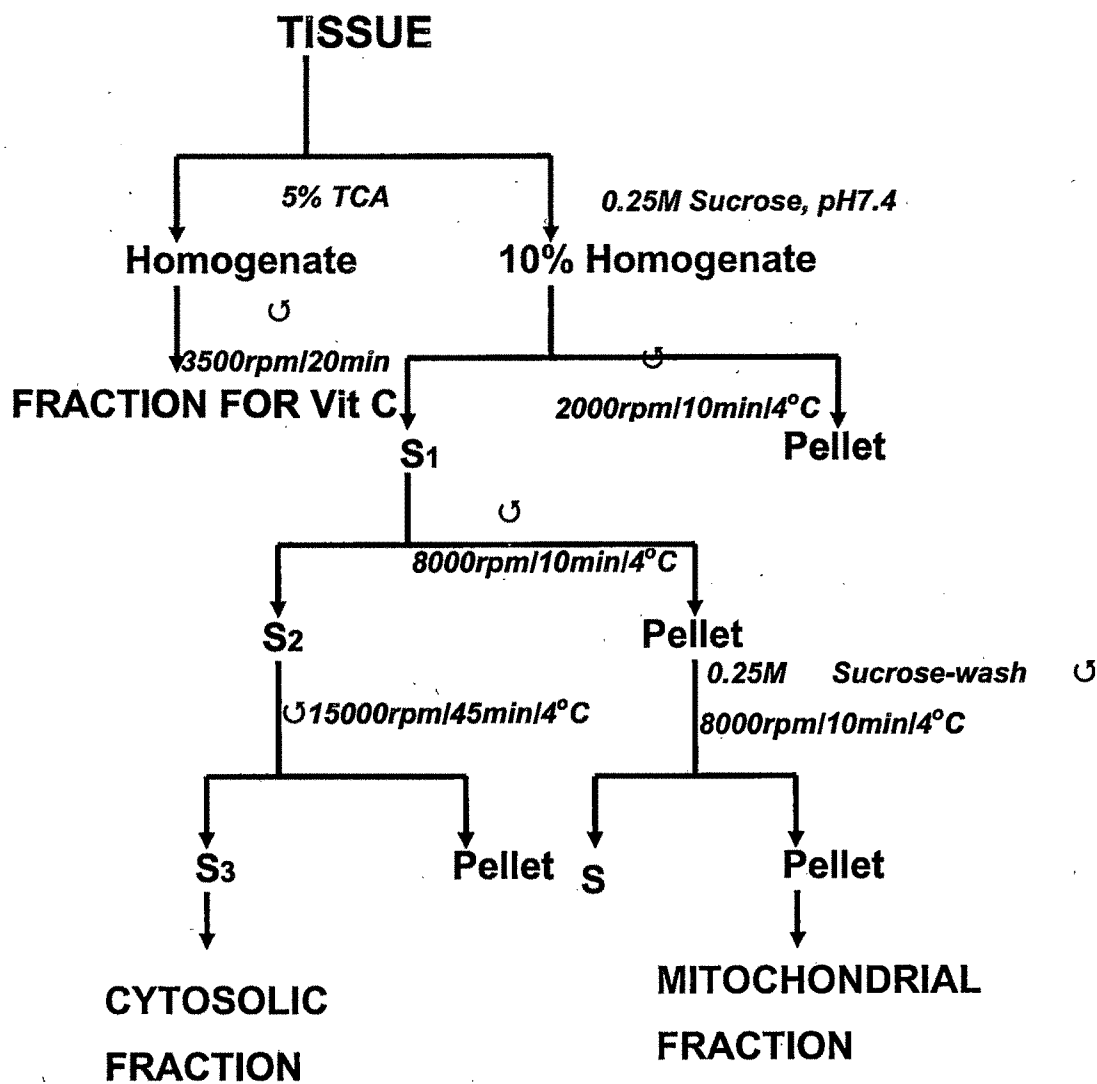 TISSUE
5% TCA
0.25M Sucrose, pH7.4
Homogenate
10% Homogenate
3500rpm/20min
FRACTION FOR Vit C
2000rpm/10min/4°C
S1
Pellet
8000rpm/10min/4°C
S2
Pellet
0.25M Sucrose-wash
15000rpm/45min/4°C
8000rpm/10min/4°C
S3
Pellet
S
Pellet
CYTOSOLIC
FRACTION
MITOCHONDRIAL
FRACTION